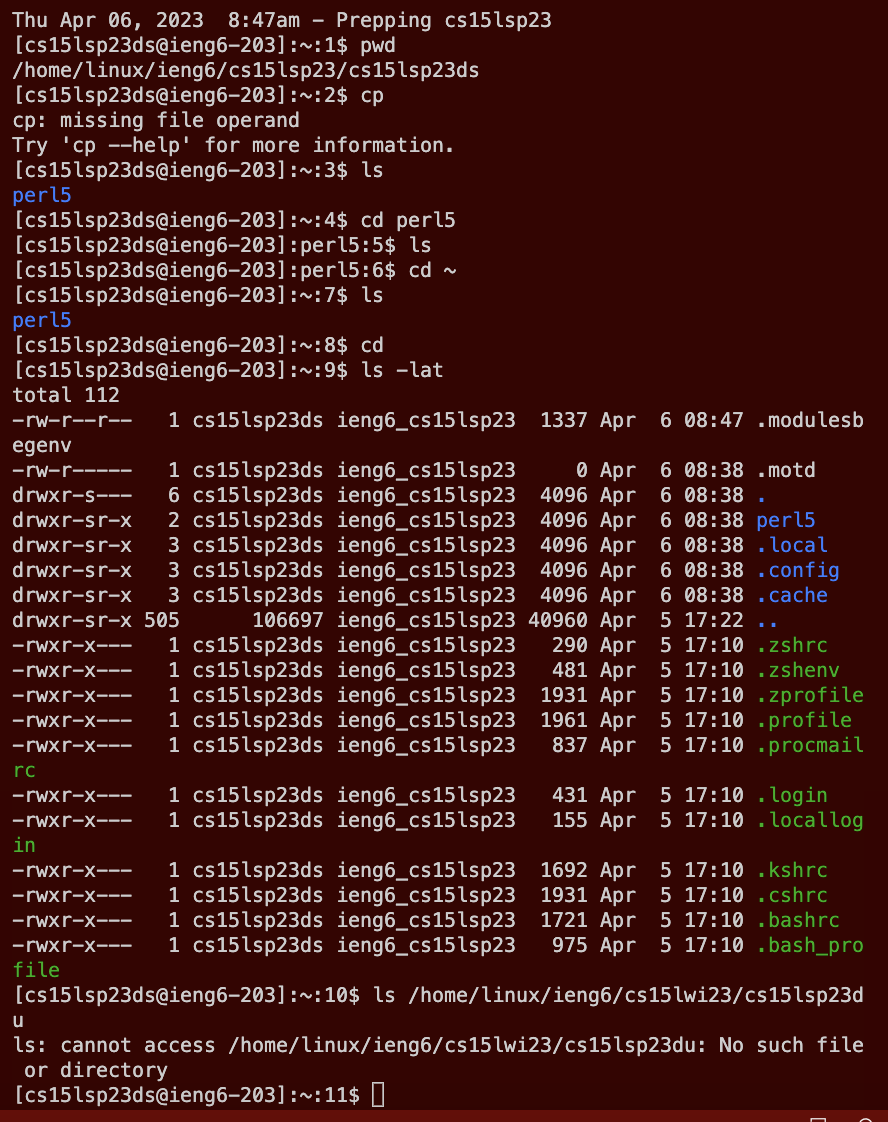 Thu Apr 06, 2023  8:47am - Prepping cs15lsp23
[cs15lsp23ds@ieng6-203]:~:1$ pwd
/home/linux/ieng6/cs15lsp23/cs15lsp23ds
[cs15lsp23ds@ieng6-203]:~:2$ cp
cp: missing file operand
Try 'cp --help' for more information.
[cs15lsp23ds@ieng6-203]:~:3$ ls
perl5
[cs15lsp23ds@ieng6-203]:~:4$ cd perl5
[cs15lsp23ds@ieng6-203]:perl5:5$ ls
[cs15lsp23ds@ieng6-203]:perl5:6$ cd ~
[cs15lsp23ds@ieng6-203]:~:7$ ls
perl5
[cs15lsp23ds@ieng6-203]:~:8$ cd
[cs15lsp23ds@ieng6-203]:~:9$ ls -lat
total 112
-rw-r--r--   1 cs15lsp23ds ieng6_cs15lsp23  1337 Apr  6 08:47 .modulesb
egenv
-rw-r-----   1 cs15lsp23ds ieng6_cs15lsp23     0 Apr  6 08:38 .motd
drwxr-s---   6 cs15lsp23ds ieng6_cs15lsp23  4096 Apr  6 08:38 .
drwxr-sr-x   2 cs15lsp23ds ieng6_cs15lsp23  4096 Apr  6 08:38 perl5
drwxr-sr-x   3 cs15lsp23ds ieng6_cs15lsp23  4096 Apr  6 08:38 .local
drwxr-sr-x   3 cs15lsp23ds ieng6_cs15lsp23  4096 Apr  6 08:38 .config
drwxr-sr-x   3 cs15lsp23ds ieng6_cs15lsp23  4096 Apr  6 08:38 .cache
drwxr-sr-x 505      106697 ieng6_cs15lsp23 40960 Apr  5 17:22 ..
-rwxr-x---   1 cs15lsp23ds ieng6_cs15lsp23   290 Apr  5 17:10 .zshrc
-rwxr-x---   1 cs15lsp23ds ieng6_cs15lsp23   481 Apr  5 17:10 .zshenv
-rwxr-x---   1 cs15lsp23ds ieng6_cs15lsp23  1931 Apr  5 17:10 .zprofile
-rwxr-x---   1 cs15lsp23ds ieng6_cs15lsp23  1961 Apr  5 17:10 .profile
-rwxr-x---   1 cs15lsp23ds ieng6_cs15lsp23   837 Apr  5 17:10 .procmail
rc
-rwxr-x---   1 cs15lsp23ds ieng6_cs15lsp23   431 Apr  5 17:10 .login
-rwxr-x---   1 cs15lsp23ds ieng6_cs15lsp23   155 Apr  5 17:10 .locallog
in
-rwxr-x---   1 cs15lsp23ds ieng6_cs15lsp23  1692 Apr  5 17:10 .kshrc
-rwxr-x---   1 cs15lsp23ds ieng6_cs15lsp23  1931 Apr  5 17:10 .cshrc
-rwxr-x---   1 cs15lsp23ds ieng6_cs15lsp23  1721 Apr  5 17:10 .bashrc
-rwxr-x---   1 cs15lsp23ds ieng6_cs15lsp23   975 Apr  5 17:10 .bash_pro
file
[cs15lsp23ds@ieng6-203]:~:10$ ls /home/linux/ieng6/cs15lwi23/cs15lsp23d
u
ls: cannot access /home/linux/ieng6/cs15lwi23/cs15lsp23du: No such file
 or directory
[cs15lsp23ds@ieng6-203]:~:11$